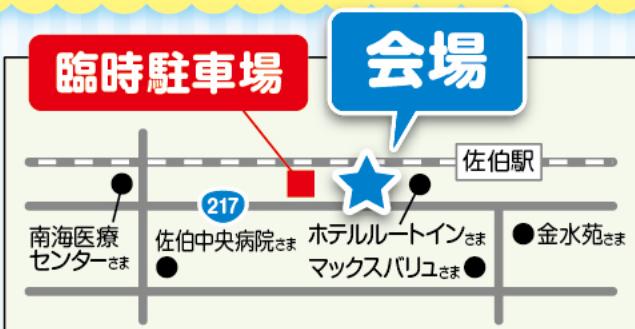 臨時駐車場
会場
佐伯駅
217
南海医療
センターさま
佐伯中央病院さま
ホテルルートインさま
マックスバリュさま
金水苑さま